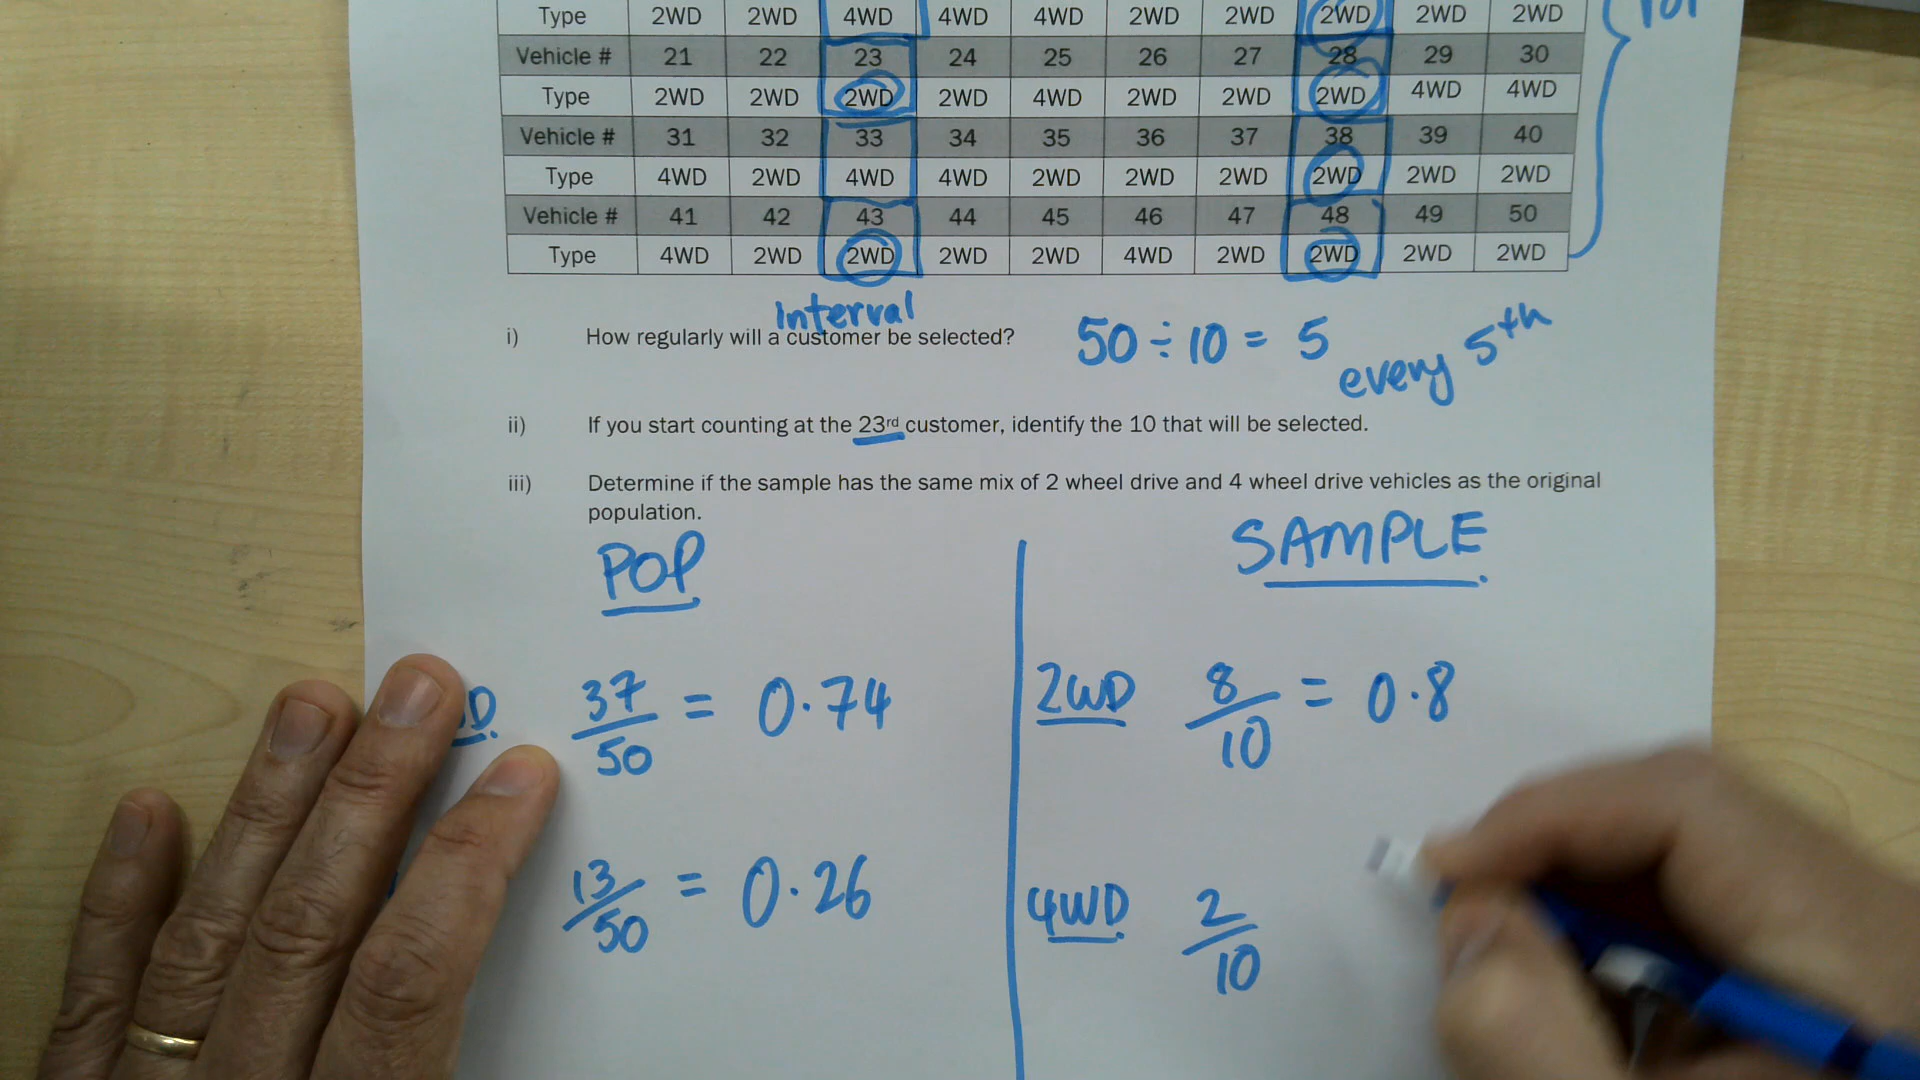 Type 2WD 2WD 4WD 4WD 4WD 2WD 2WD 2WD 2WD 2WD
Vehicle # 21 22 23 24 25 26 27 28 29 30
Type 2WD 2WD 2WD 2WD 4WD 2WD 2WD 2WD 4WD 4WD
Vehicle # 31 32 33 34 35 36 37 38 39 40
Type 4WD 2WD 4WD 4WD 2WD 2WD 2WD 2WD 2WD 2WD
Vehicle # 41 42 43 44 45 46 47 48 49 50
Type 4WD 2WD 2WD 2WD 2WD 4WD 2WD 2WD 2WD 2WD
Interval
i) How regularly will a customer be selected? 50 ÷ 10 = 5
every 5th
ii) If you start counting at the 23rd customer, identify the 10 that will be selected.
iii) Determine if the sample has the same mix of 2 wheel drive and 4 wheel drive vehicles as the original
population.
POP
SAMPLE
D 37/50 = 0.74
2WD 8/10 = 0.8
13/50 = 0.26
4WD 2/10